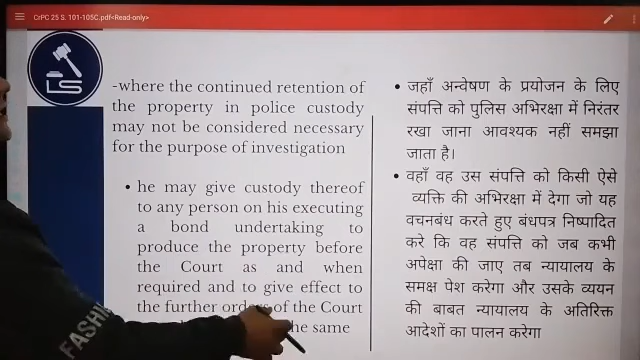 CrPC 25 S. 101-105C.pdf<Read-only>
LS
-where the continued retention of
the property in police custody
may not be considered necessary
for the purpose of investigation
• he may give custody thereof
to any person on his executing
a bond undertaking to
produce the property before
the Court as and when
required and to give effect to
the further orders of the Court
he same
• जहाँ अन्वेषण के प्रयोजन के लिए
संपत्ति को पुलिस अभिरक्षा में निरंतर
रखा जाना आवश्यक नहीं समझा
जाता है।
• वहाँ वह उस संपत्ति को किसी ऐसे
व्यक्ति की अभिरक्षा में देगा जो यह
वचनबंध करते हुए बंधपत्र निष्पादित
करे कि वह संपत्ति को जब कभी
अपेक्षा की जाए तब न्यायालय के
समक्ष पेश करेगा और उसके व्ययन
की बाबत न्यायालय के अतिरिक्त
आदेशों का पालन करेगा
FASHI